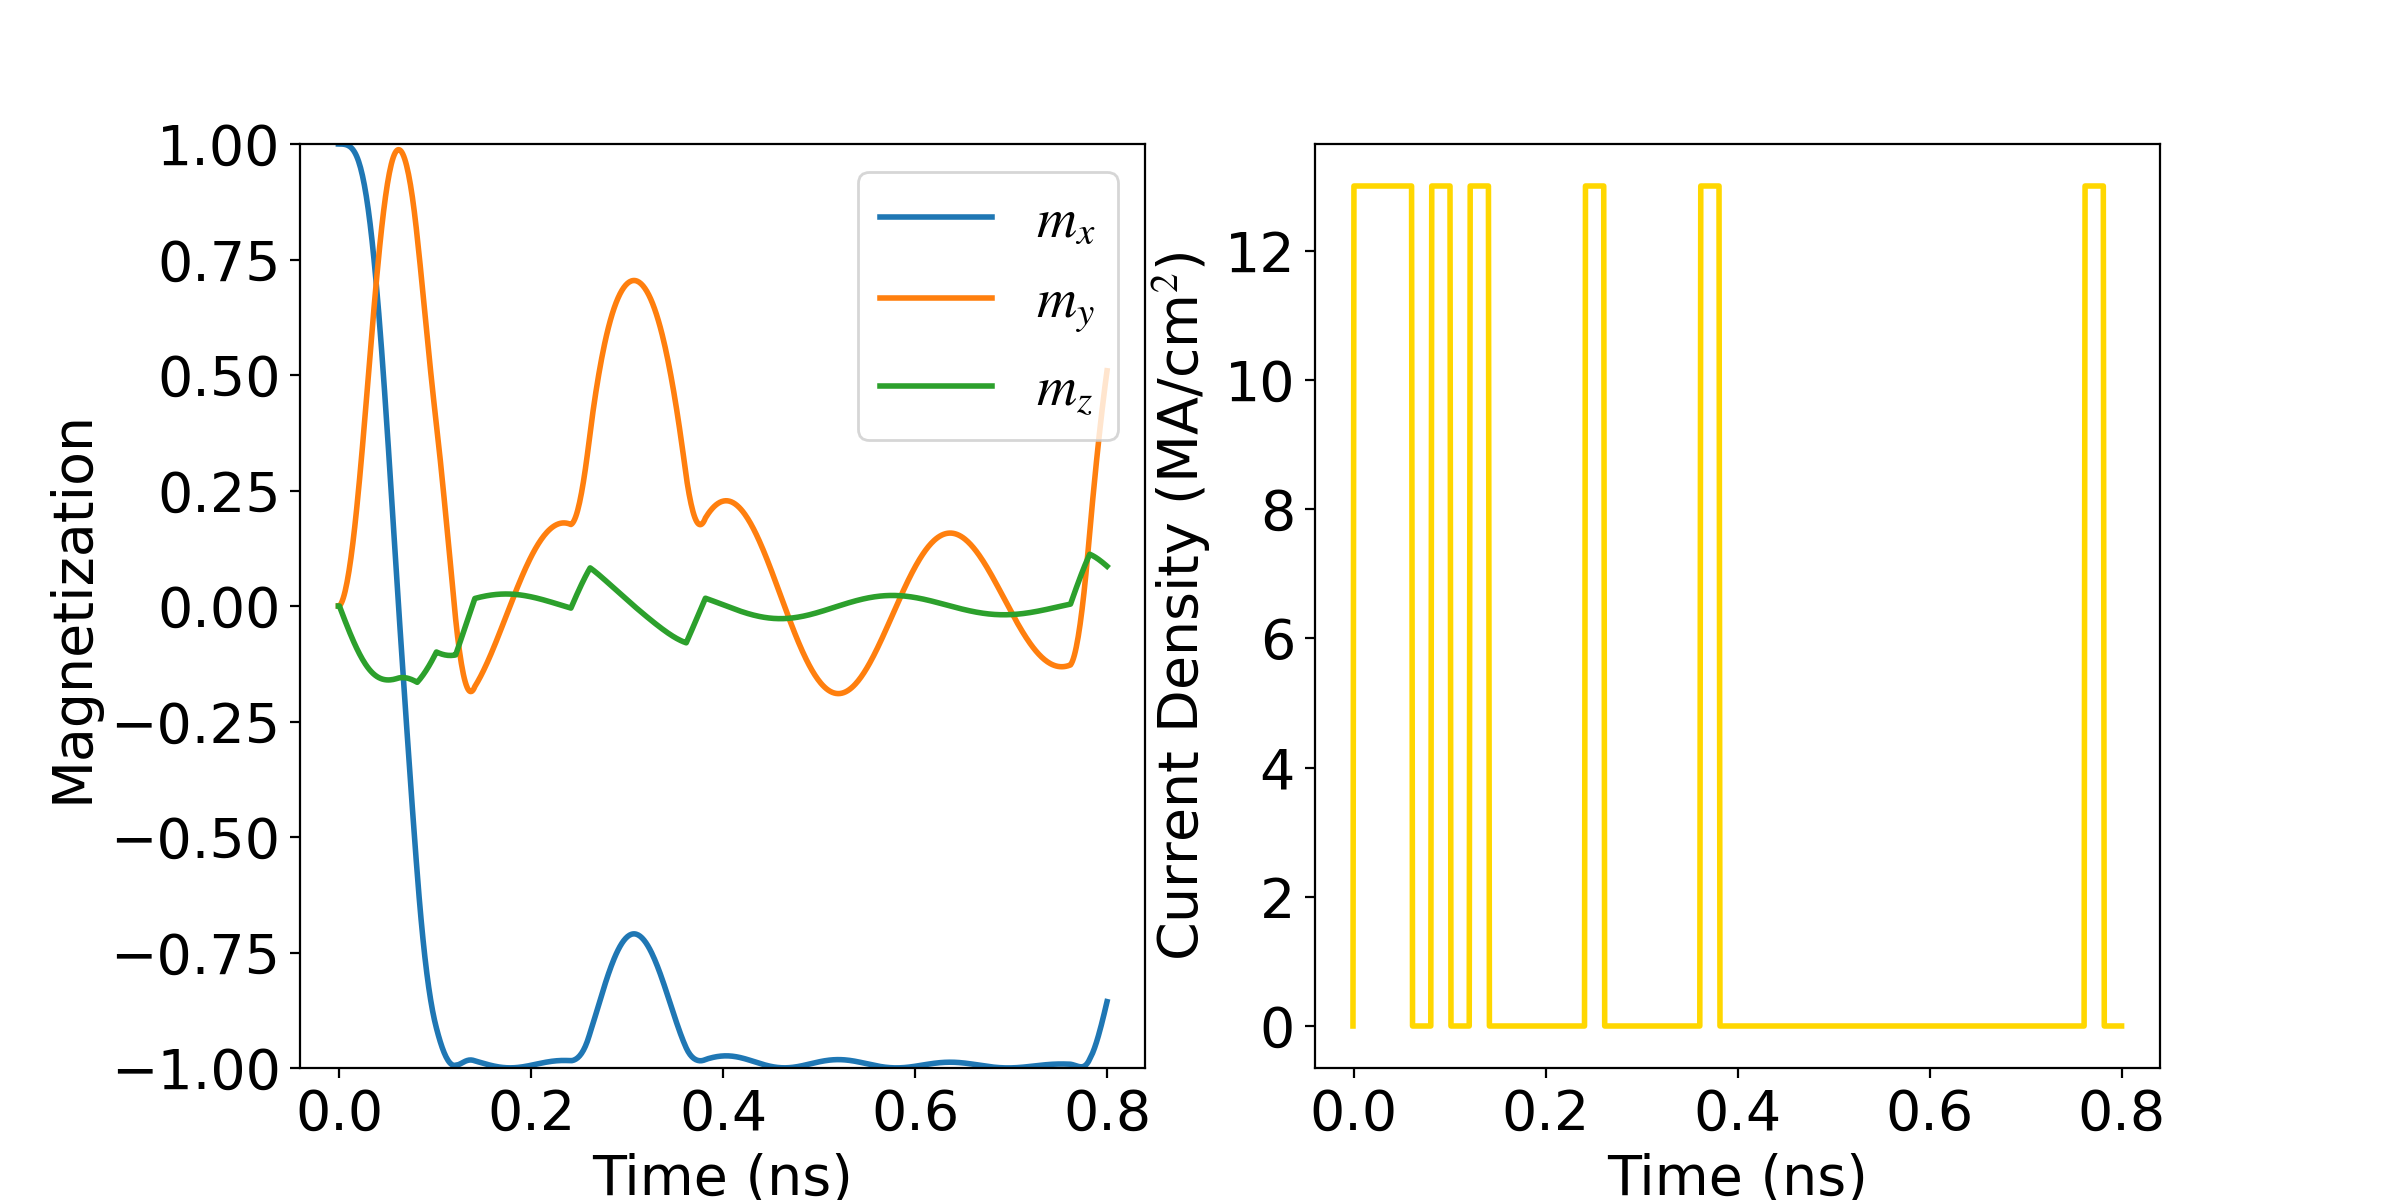 Magnetization
1.00
0.75
0.50
0.25
0.00
−0.25
−0.50
−0.75
−1.00
0.0 0.2 0.4 0.6 0.8
Time (ns)
m_x
m_y
m_z
Current Density (MA/cm²)
12
10
8
6
4
2
0
0.0 0.2 0.4 0.6 0.8
Time (ns)